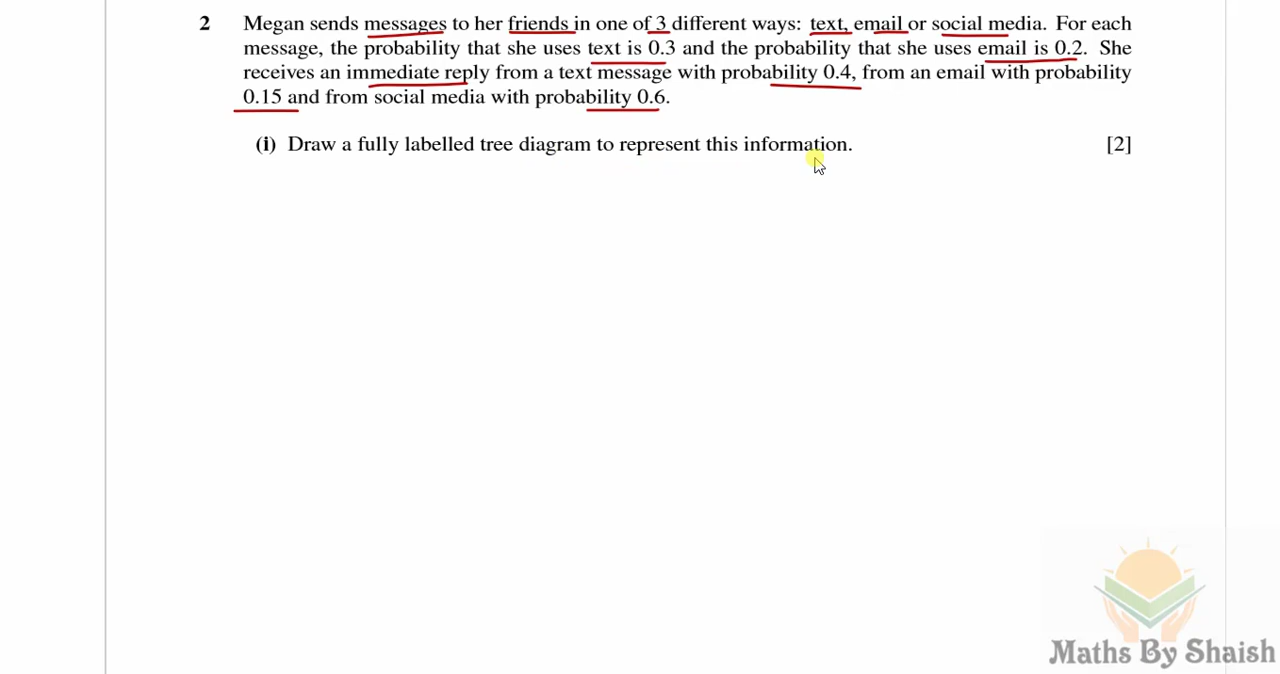 2 Megan sends messages to her friends in one of 3 different ways: text, email or social media. For each
message, the probability that she uses text is 0.3 and the probability that she uses email is 0.2. She
receives an immediate reply from a text message with probability 0.4, from an email with probability
0.15 and from social media with probability 0.6.
(i) Draw a fully labelled tree diagram to represent this information. [2]
Maths By Shaish